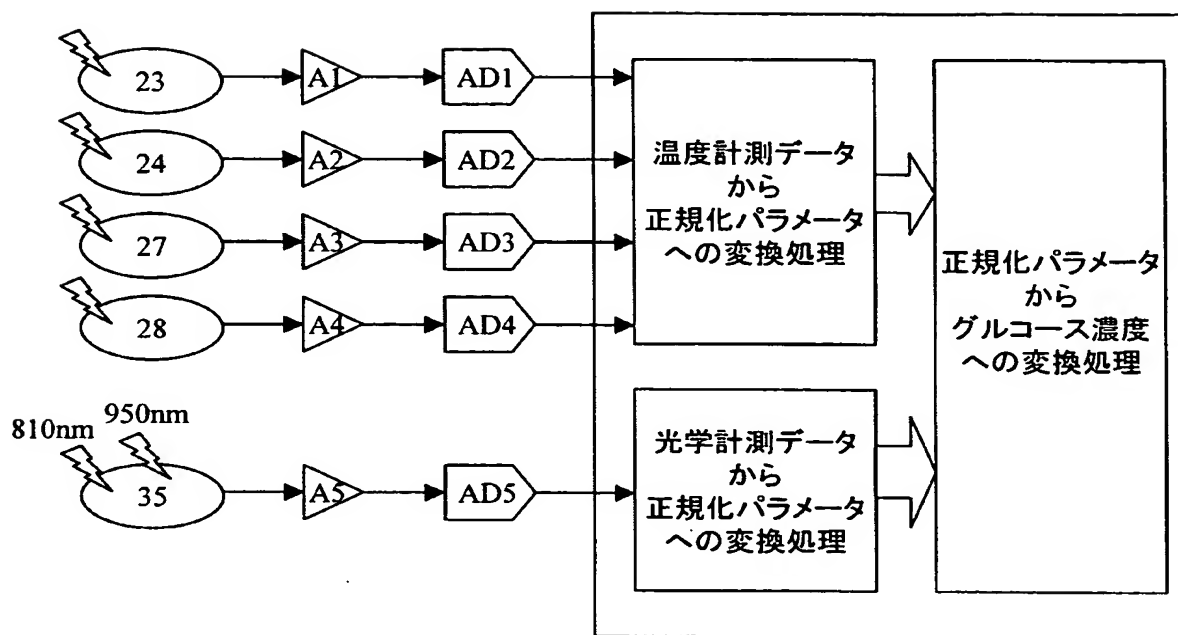 23
A1
AD1
24
A2
AD2
27
A3
AD3
28
A4
AD4
温度計測データ
から
正規化パラメータ
への変換処理
810nm
950nm
35
A5
AD5
光学計測データ
から
正規化パラメータ
への変換処理
正規化パラメータ
から
グルコース濃度
への変換処理